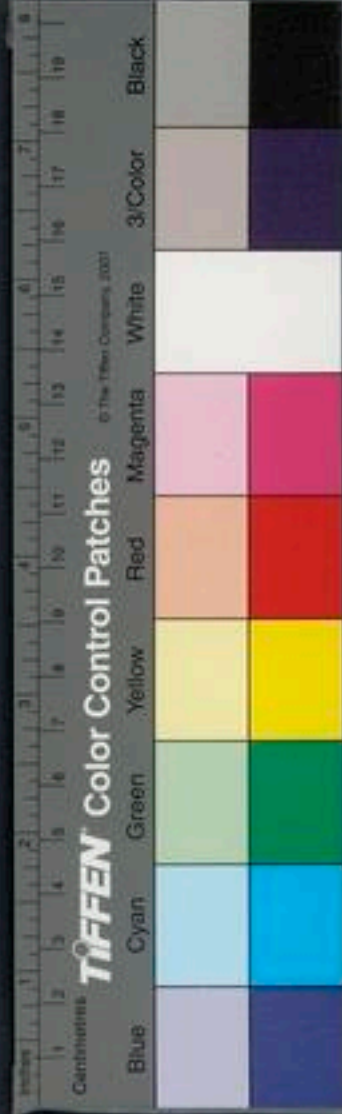 Inches 1 2 3 4 5 6 7 8
Centimetres 1 2 3 4 5 6 7 8 9 10 11 12 13 14 15 16 17 18 19
TIFFEN® Color Control Patches
© The Tiffen Company, 2007
Blue Cyan Green Yellow Red Magenta White 3/Color Black